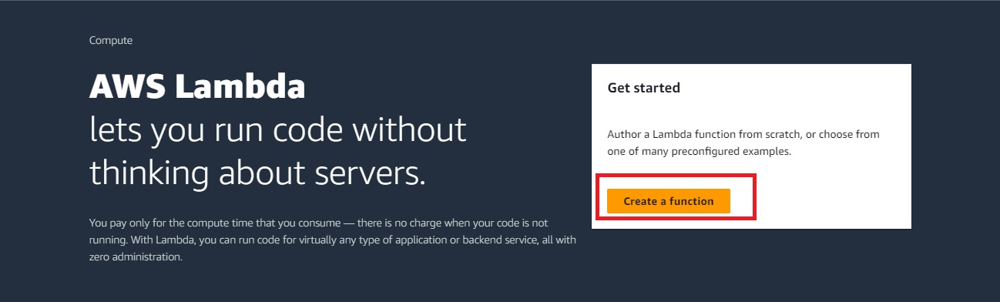 Compute
AWS Lambda
lets you run code without
thinking about servers.
You pay only for the compute time that you consume — there is no charge when your code is not
running. With Lambda, you can run code for virtually any type of application or backend service, all with
zero administration.
Get started
Author a Lambda function from scratch, or choose from
one of many preconfigured examples.
Create a function